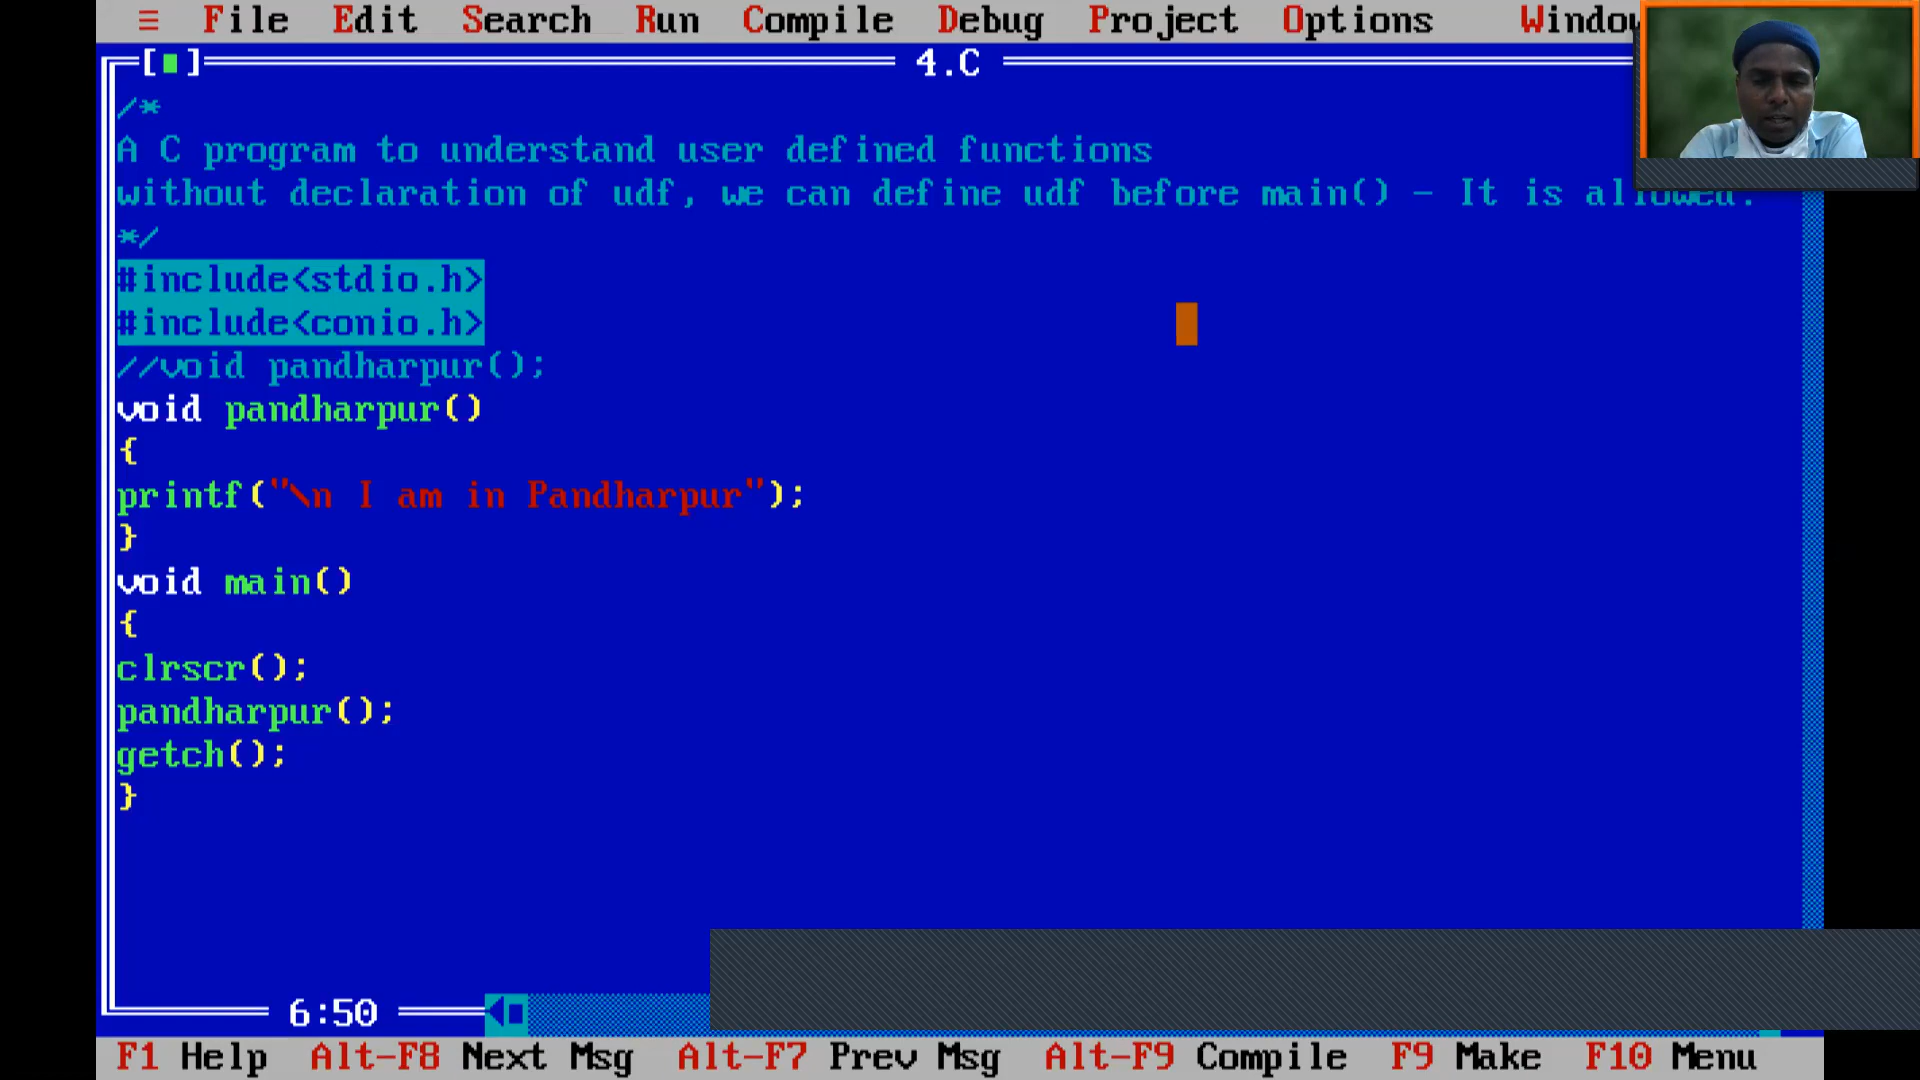 ≡ File Edit Search Run Compile Debug Project Options Window
[■] 4.C
/*
A C program to understand user defined functions
without declaration of udf, we can define udf before main() - It is allowed.
*/
#include<stdio.h>
#include<conio.h>
//void pandharpur();
void pandharpur()
{
printf("\n I am in Pandharpur");
}
void main()
{
clrscr();
pandharpur();
getch();
}
6:50
F1 Help Alt-F8 Next Msg Alt-F7 Prev Msg Alt-F9 Compile F9 Make F10 Menu